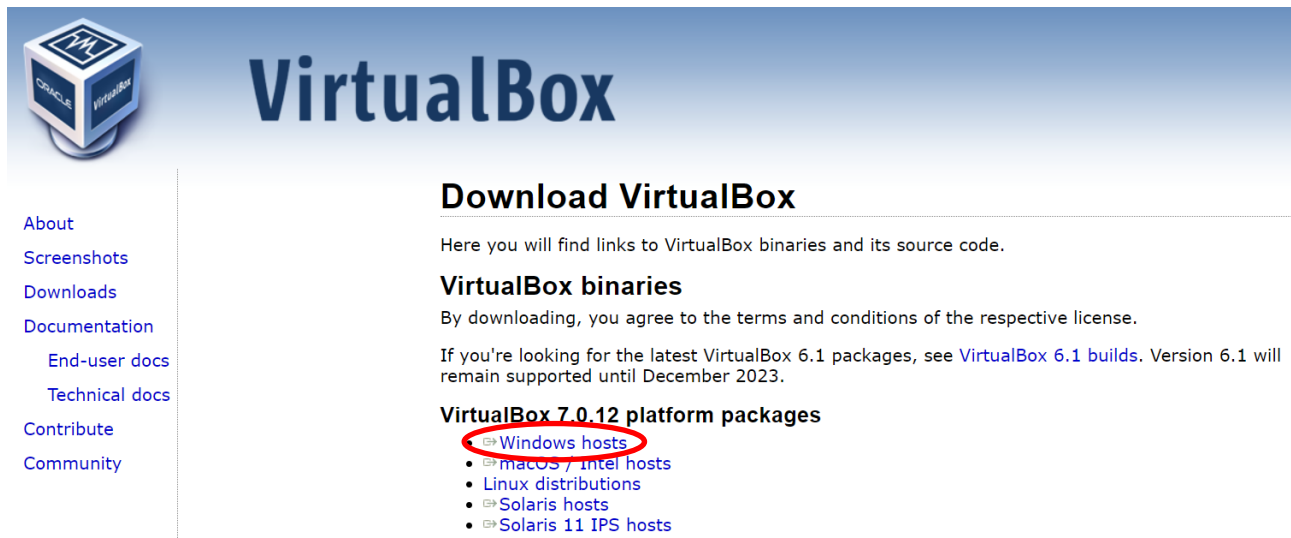 ORACLE
VirtualBox
VirtualBox
About
Screenshots
Downloads
Documentation
End-user docs
Technical docs
Contribute
Community
Download VirtualBox
Here you will find links to VirtualBox binaries and its source code.
VirtualBox binaries
By downloading, you agree to the terms and conditions of the respective license.
If you're looking for the latest VirtualBox 6.1 packages, see VirtualBox 6.1 builds. Version 6.1 will
remain supported until December 2023.
VirtualBox 7.0.12 platform packages
Windows hosts
macOS / Intel hosts
Linux distributions
Solaris hosts
Solaris 11 IPS hosts